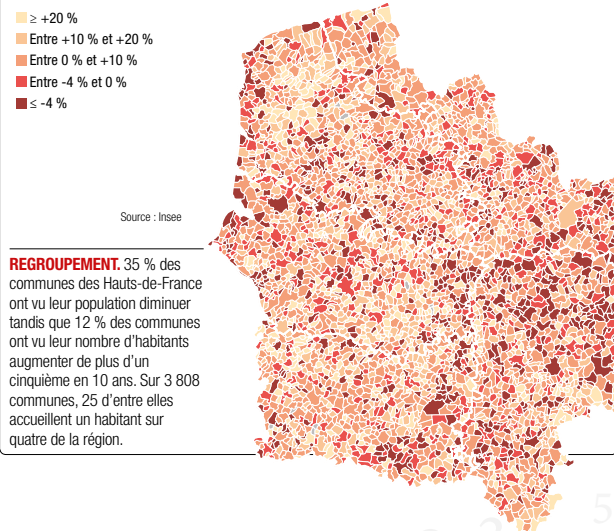 ≥ +20 %
Entre +10 % et +20 %
Entre 0 % et +10 %
Entre -4 % et 0 %
≤ -4 %
Source : Insee
REGROUPEMENT. 35 % des
communes des Hauts-de-France
ont vu leur population diminuer
tandis que 12 % des communes
ont vu leur nombre d'habitants
augmenter de plus d'un
cinquième en 10 ans. Sur 3 808
communes, 25 d'entre elles
accueillent un habitant sur
quatre de la région.
5